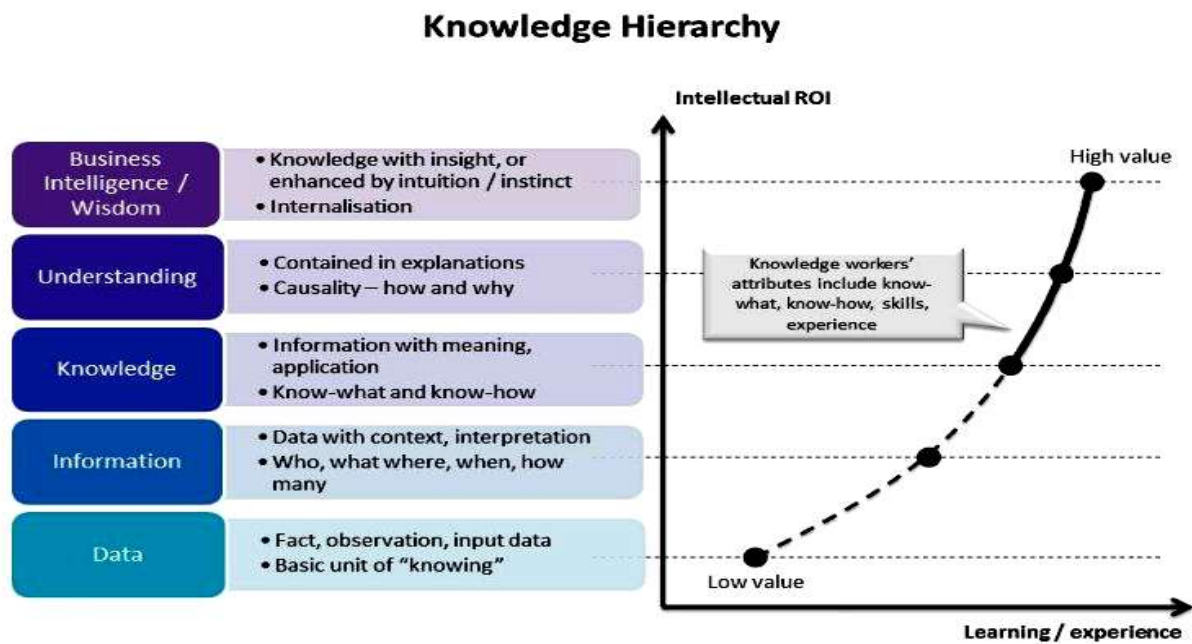 Knowledge Hierarchy
Business
Intelligence /
Wisdom
• Knowledge with insight, or
enhanced by intuition / instinct
• Internalisation
Understanding
• Contained in explanations
• Causality – how and why
Knowledge
• Information with meaning,
application
• Know-what and know-how
Information
• Data with context, interpretation
• Who, what where, when, how
many
Data
• Fact, observation, input data
• Basic unit of “knowing”
Intellectual ROI
High value
Knowledge workers’
attributes include know-
what, know-how, skills,
experience
Low value
Learning / experience